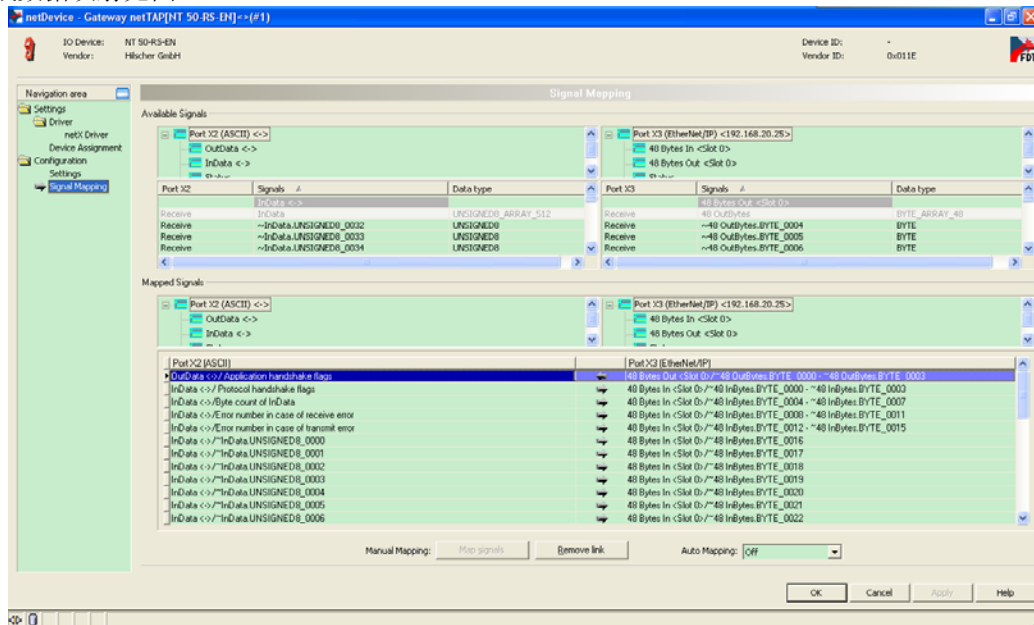 netDevice - Gateway netTAP[NT 50-RS-EN]<>(#1)
IO Device: NT 50-RS-EN
Vendor: Hilscher GmbH
Device ID: -
Vendor ID: 0x011E
FDT
Navigation area
Settings
Driver
netX Driver
Device Assignment
Configuration
Settings
Signal Mapping
Signal Mapping
Available Signals
Port X2 (ASCII) <->
OutData <->
InData <->
Port X3 (EtherNet/IP) <192.168.20.25>
48 Bytes In <Slot 0>
48 Bytes Out <Slot 0>
Port X2 Signals Data type
InData <->
Receive InData UNSIGNED8_ARRAY_512
Receive ~InData.UNSIGNED8_0032 UNSIGNED8
Receive ~InData.UNSIGNED8_0033 UNSIGNED8
Receive ~InData.UNSIGNED8_0034 UNSIGNED8
Port X3 Signals Data type
48 Bytes Out <Slot 0>
Receive 48 OutBytes BYTE_ARRAY_48
Receive ~48 OutBytes.BYTE_0004 BYTE
Receive ~48 OutBytes.BYTE_0005 BYTE
Receive ~48 OutBytes.BYTE_0006 BYTE
Mapped Signals
Port X2 (ASCII) <->
OutData <->
InData <->
Port X3 (EtherNet/IP) <192.168.20.25>
48 Bytes In <Slot 0>
48 Bytes Out <Slot 0>
Port X2 (ASCII) Port X3 (EtherNet/IP)
OutData <->/ Application handshake flags 48 Bytes Out <Slot 0>/~48 OutBytes.BYTE_0000 - ~48 OutBytes.BYTE_0003
InData <->/ Protocol handshake flags 48 Bytes In <Slot 0>/~48 InBytes.BYTE_0000 - ~48 InBytes.BYTE_0003
InData <->/Byte count of InData 48 Bytes In <Slot 0>/~48 InBytes.BYTE_0004 - ~48 InBytes.BYTE_0007
InData <->/Error number in case of receive error 48 Bytes In <Slot 0>/~48 InBytes.BYTE_0008 - ~48 InBytes.BYTE_0011
InData <->/Error number in case of transmit error 48 Bytes In <Slot 0>/~48 InBytes.BYTE_0012 - ~48 InBytes.BYTE_0015
InData <->/~InData.UNSIGNED8_0000 48 Bytes In <Slot 0>/~48 InBytes.BYTE_0016
InData <->/~InData.UNSIGNED8_0001 48 Bytes In <Slot 0>/~48 InBytes.BYTE_0017
InData <->/~InData.UNSIGNED8_0002 48 Bytes In <Slot 0>/~48 InBytes.BYTE_0018
InData <->/~InData.UNSIGNED8_0003 48 Bytes In <Slot 0>/~48 InBytes.BYTE_0019
InData <->/~InData.UNSIGNED8_0004 48 Bytes In <Slot 0>/~48 InBytes.BYTE_0020
InData <->/~InData.UNSIGNED8_0005 48 Bytes In <Slot 0>/~48 InBytes.BYTE_0021
InData <->/~InData.UNSIGNED8_0006 48 Bytes In <Slot 0>/~48 InBytes.BYTE_0022
Manual Mapping: Map signals Remove link Auto Mapping: Off
OK Cancel Apply Help